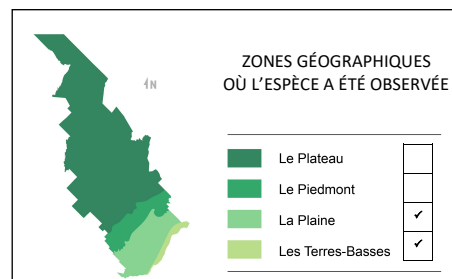 ZONES GÉOGRAPHIQUES
OÙ L'ESPÈCE A ÉTÉ OBSERVÉE
N
Le Plateau
Le Piedmont
La Plaine ✓
Les Terres-Basses ✓